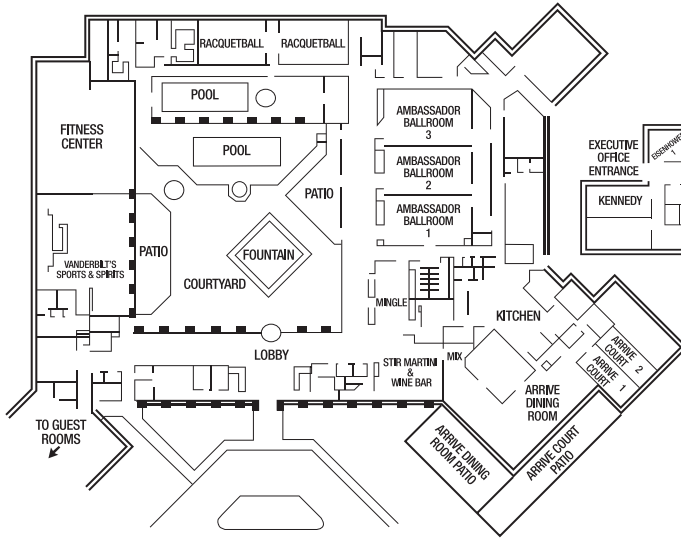 RACQUETBALL
RACQUETBALL
POOL
FITNESS
CENTER
POOL
AMBASSADOR
BALLROOM
3
AMBASSADOR
BALLROOM
2
AMBASSADOR
BALLROOM
1
EXECUTIVE
OFFICE
ENTRANCE
EISENHOWER
1
KENNEDY
PATIO
PATIO
FOUNTAIN
COURTYARD
VANDERBILT'S
SPORTS & SPIRITS
MINGLE
KITCHEN
LOBBY
STIR MARTINI
&
WINE BAR
MIX
ARRIVE
COURT 2
ARRIVE
COURT 1
ARRIVE
DINING
ROOM
TO GUEST
ROOMS
ARRIVE DINING
ROOM PATIO
ARRIVE COURT
PATIO